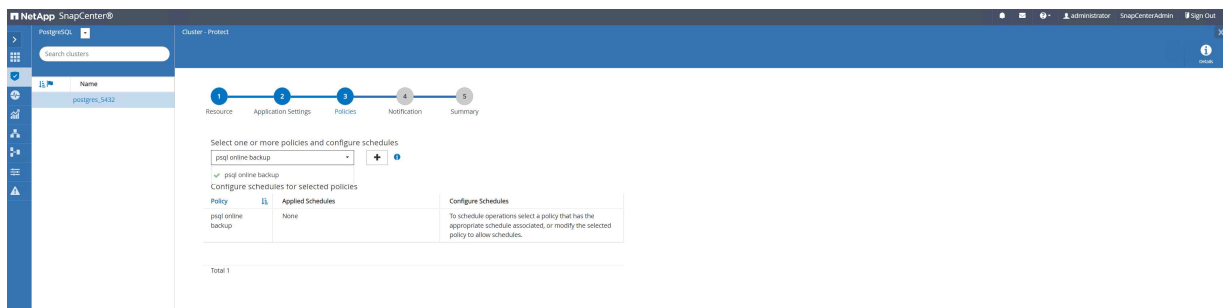 NetApp SnapCenter®
administrator SnapCenterAdmin Sign Out
PostgreSQL
Cluster - Protect
X
Search clusters
Details
Name
postgres_5432
1 2 3 4 5
Resource Application Settings Policies Notification Summary
Select one or more policies and configure schedules
psql online backup
psql online backup
Configure schedules for selected policies
Policy Applied Schedules Configure Schedules
psql online backup
None
To schedule operations select a policy that has the
appropriate schedule associated, or modify the selected
policy to allow schedules.
Total 1